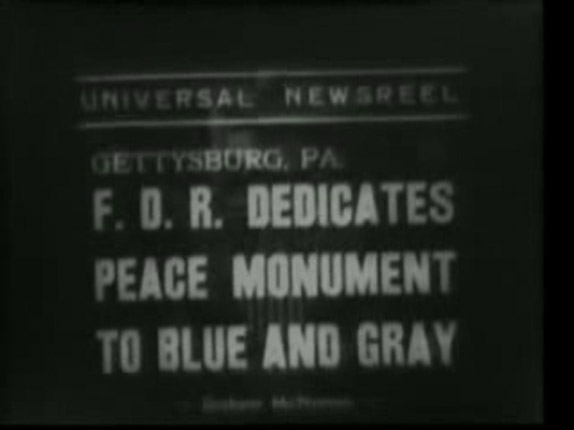 UNIVERSAL NEWSREEL
GETTYSBURG, PA.
F. D. R. DEDICATES
PEACE MONUMENT
TO BLUE AND GRAY